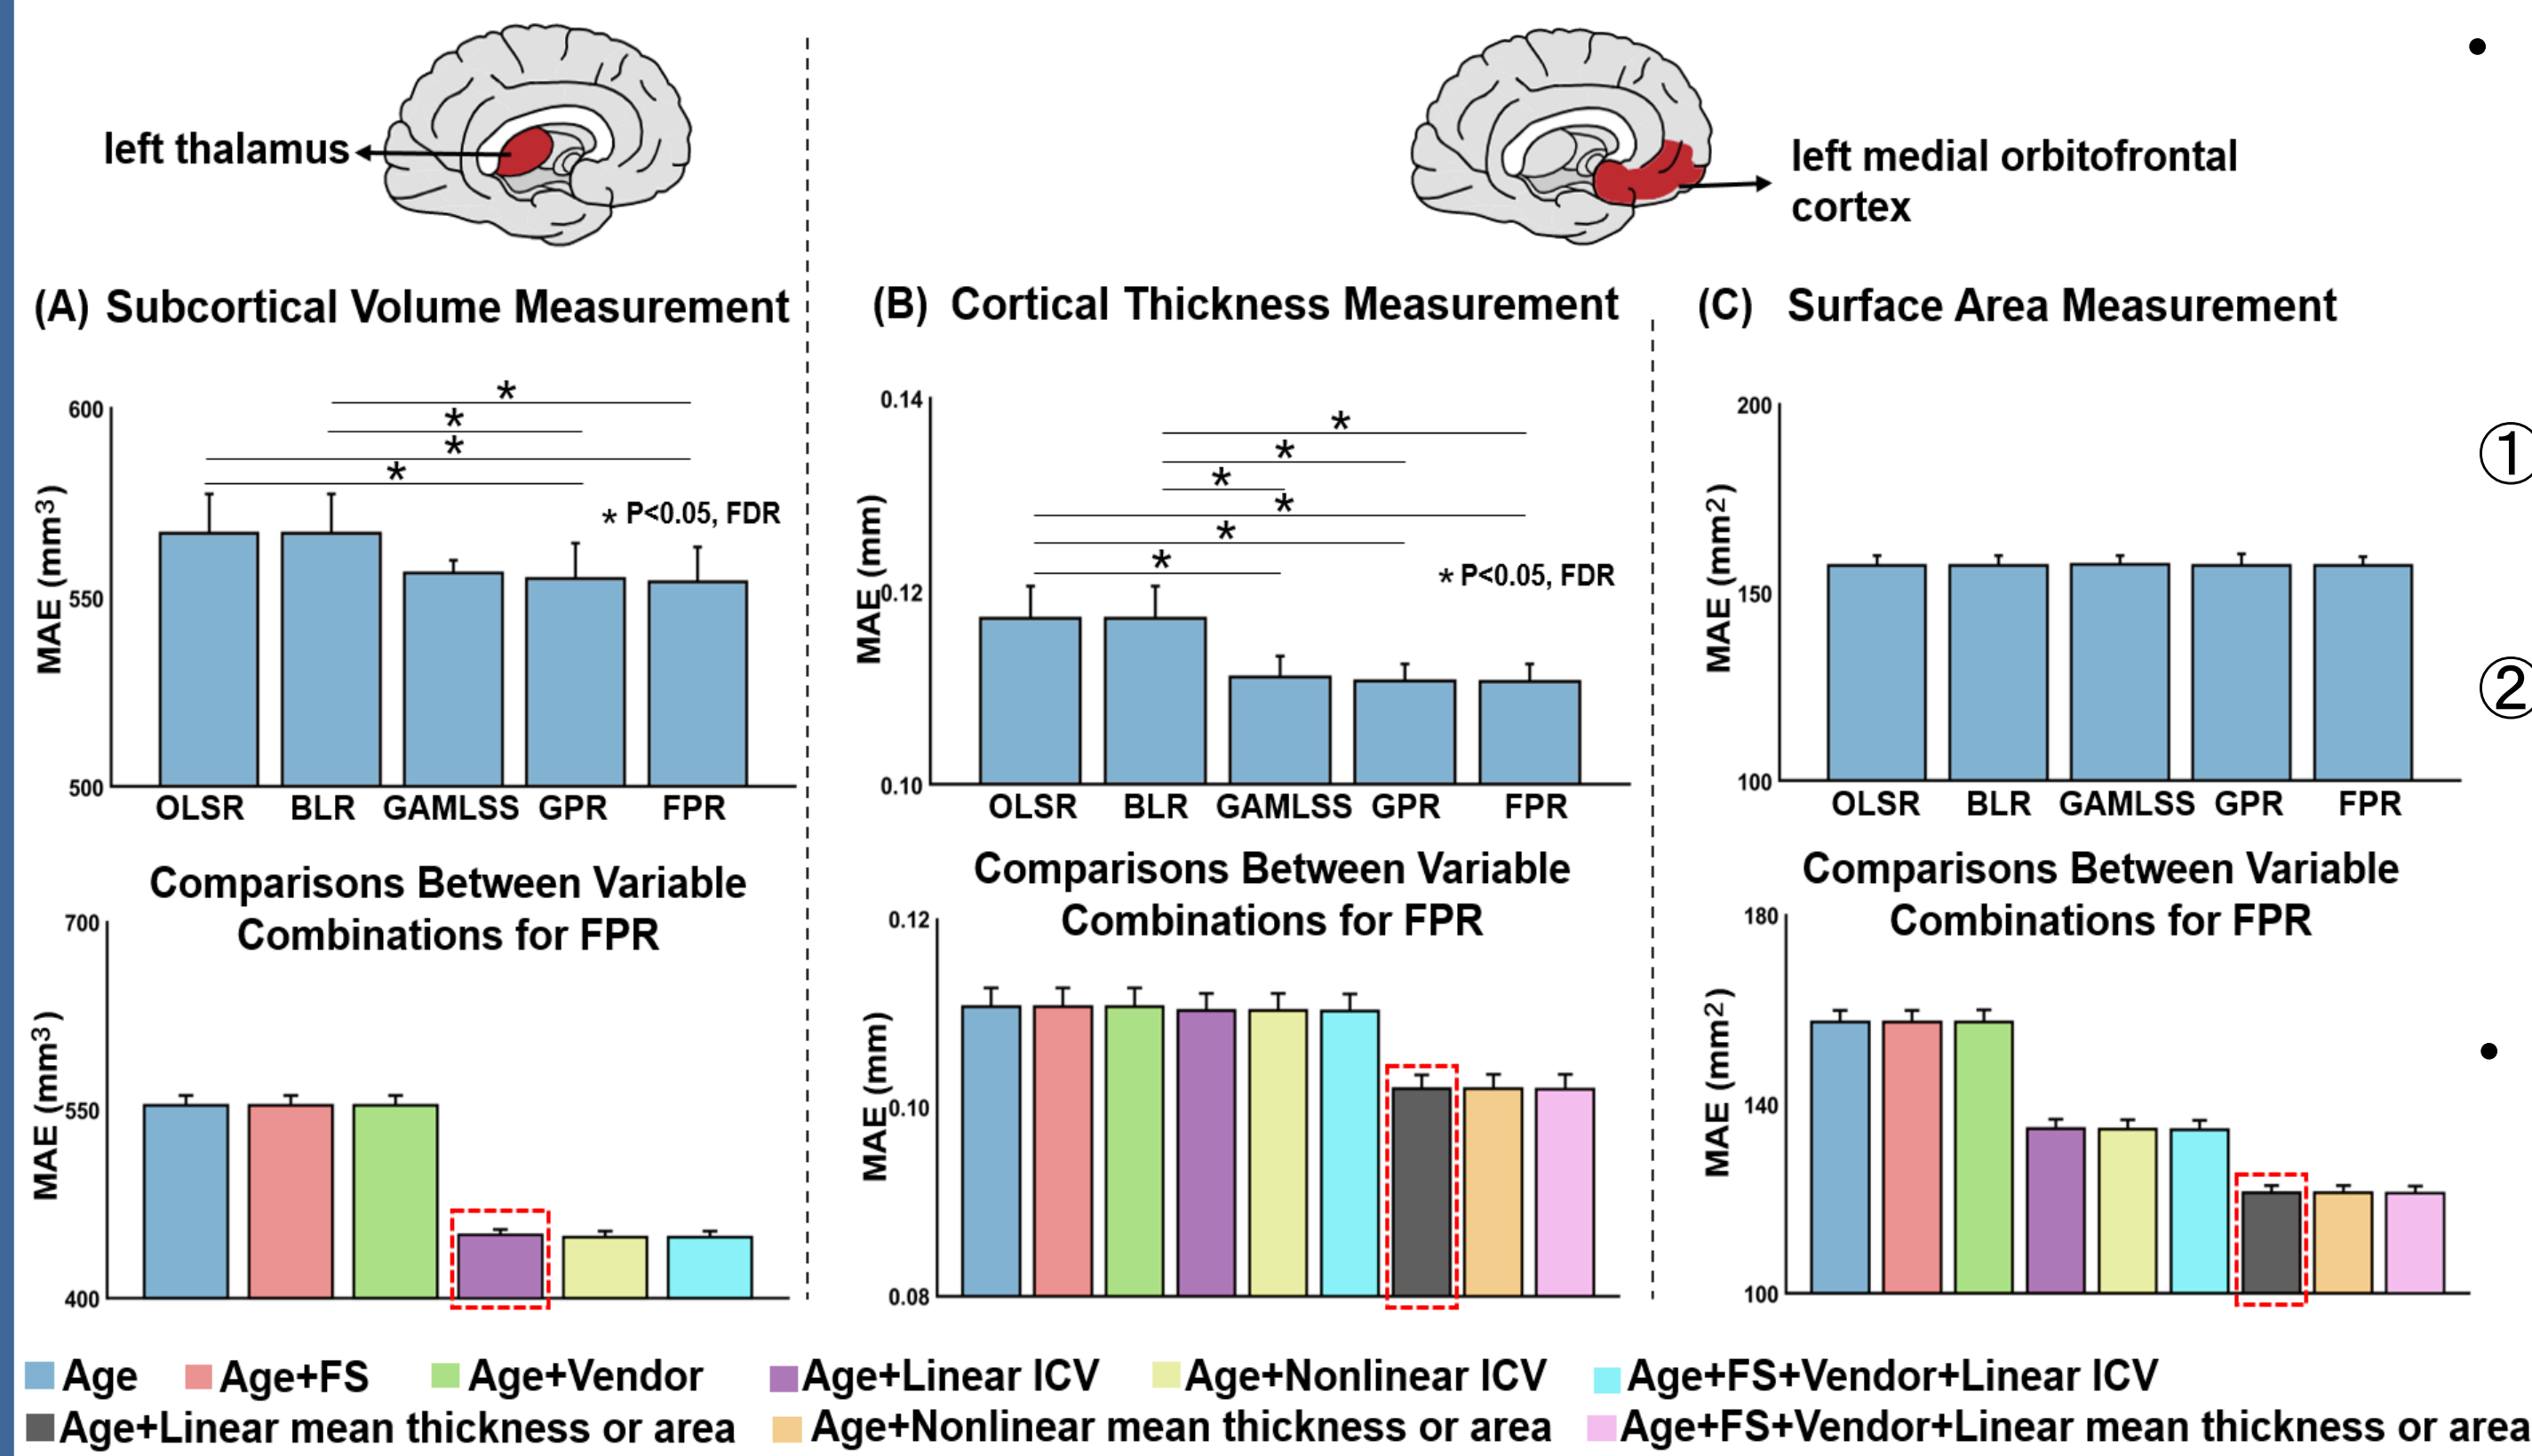 left thalamus
left medial orbitofrontal
cortex
•
(A) Subcortical Volume Measurement
(B) Cortical Thickness Measurement
(C) Surface Area Measurement
600
550
500
MAE (mm³)
*
*
*
*
* P<0.05, FDR
OLSR BLR GAMLSS GPR FPR
0.14
0.12
0.10
MAE (mm)
*
*
*
*
*
*
* P<0.05, FDR
OLSR BLR GAMLSS GPR FPR
200
150
100
MAE (mm²)
OLSR BLR GAMLSS GPR FPR
①
②
•
Comparisons Between Variable
Combinations for FPR
700
550
400
MAE (mm³)
Comparisons Between Variable
Combinations for FPR
0.12
0.10
0.08
MAE (mm)
Comparisons Between Variable
Combinations for FPR
180
140
100
MAE (mm²)
Age Age+FS Age+Vendor Age+Linear ICV Age+Nonlinear ICV Age+FS+Vendor+Linear ICV
Age+Linear mean thickness or area Age+Nonlinear mean thickness or area Age+FS+Vendor+Linear mean thickness or area